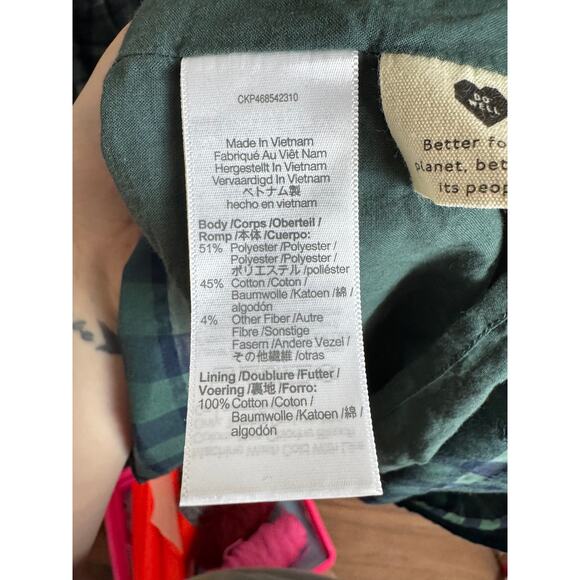 CKP468542310
Made In Vietnam
Fabriqué Au Viêt Nam
Hergestellt In Vietnam
Vervaardigd In Vietnam
ベトナム製
hecho en vietnam
Body /Corps /Oberteil /
Romp /本体 /Cuerpo:
51% Polyester /Polyester /
Polyester /Polyester /
ポリエステル /poliéster
45% Cotton /Coton /
Baumwolle /Katoen /綿 /
algodón
4% Other Fiber /Autre
Fibre /Sonstige
Fasern /Andere Vezel /
その他繊維 /otras
Lining /Doublure /Futter /
Voering /裏地 /Forro:
100% Cotton /Coton /
Baumwolle /Katoen /綿 /
algodón
DO
WELL
Better
planet,
its